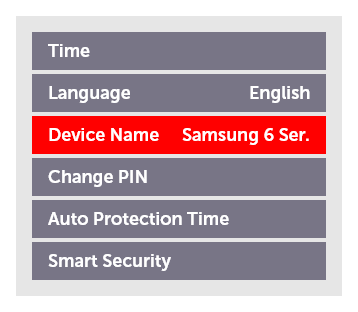 Time
Language English
Device Name Samsung 6 Ser.
Change PIN
Auto Protection Time
Smart Security